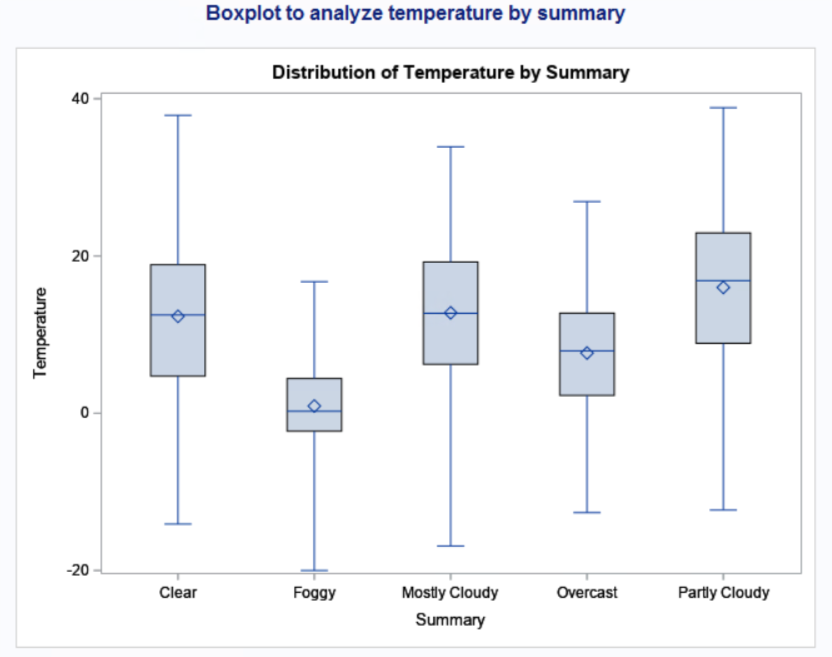 Boxplot to analyze temperature by summary
Distribution of Temperature by Summary
40
20
0
-20
Temperature
Clear Foggy Mostly Cloudy Overcast Partly Cloudy
Summary